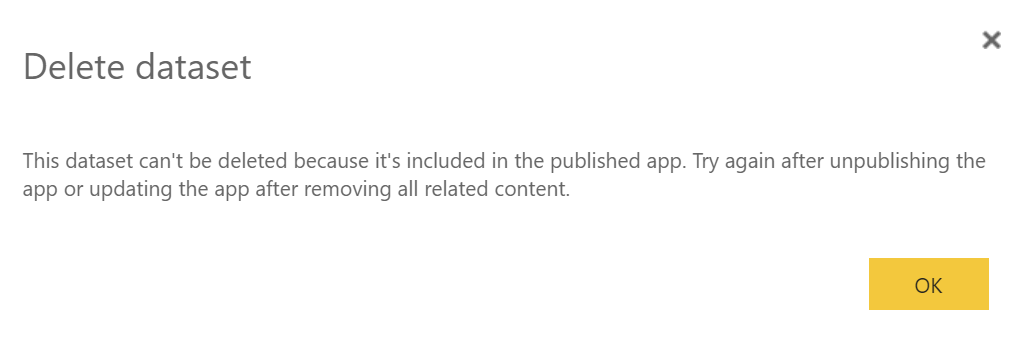 Delete dataset
This dataset can't be deleted because it's included in the published app. Try again after unpublishing the
app or updating the app after removing all related content.
OK